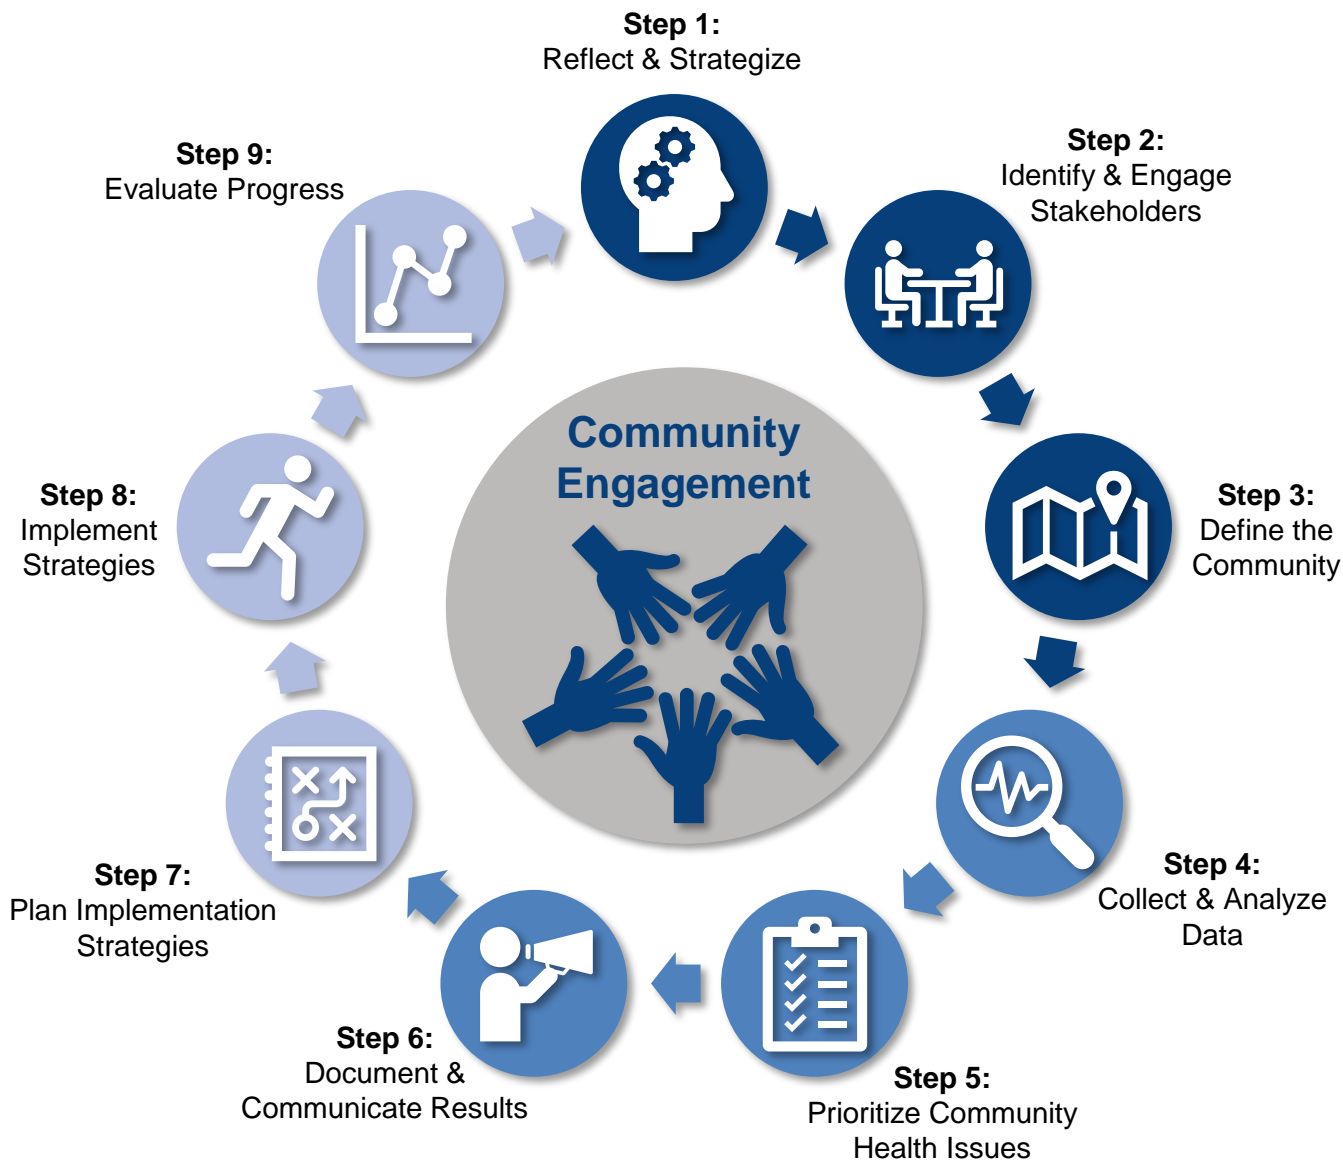 Step 1:
Reflect & Strategize
Step 2:
Identify & Engage
Stakeholders
Step 3:
Define the
Community
Step 4:
Collect & Analyze
Data
Step 5:
Prioritize Community
Health Issues
Step 6:
Document &
Communicate Results
Step 7:
Plan Implementation
Strategies
Step 8:
Implement
Strategies
Step 9:
Evaluate Progress
Community
Engagement